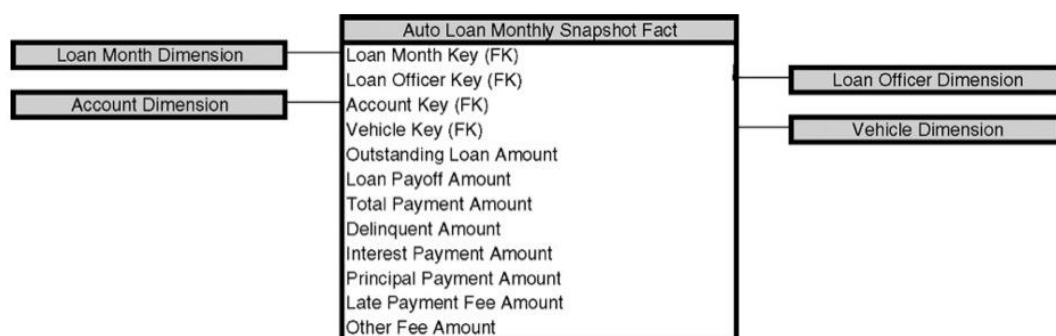 Auto Loan Monthly Snapshot Fact
Loan Month Dimension
Account Dimension
Loan Month Key (FK)
Loan Officer Key (FK)
Account Key (FK)
Vehicle Key (FK)
Outstanding Loan Amount
Loan Payoff Amount
Total Payment Amount
Delinquent Amount
Interest Payment Amount
Principal Payment Amount
Late Payment Fee Amount
Other Fee Amount
Loan Officer Dimension
Vehicle Dimension